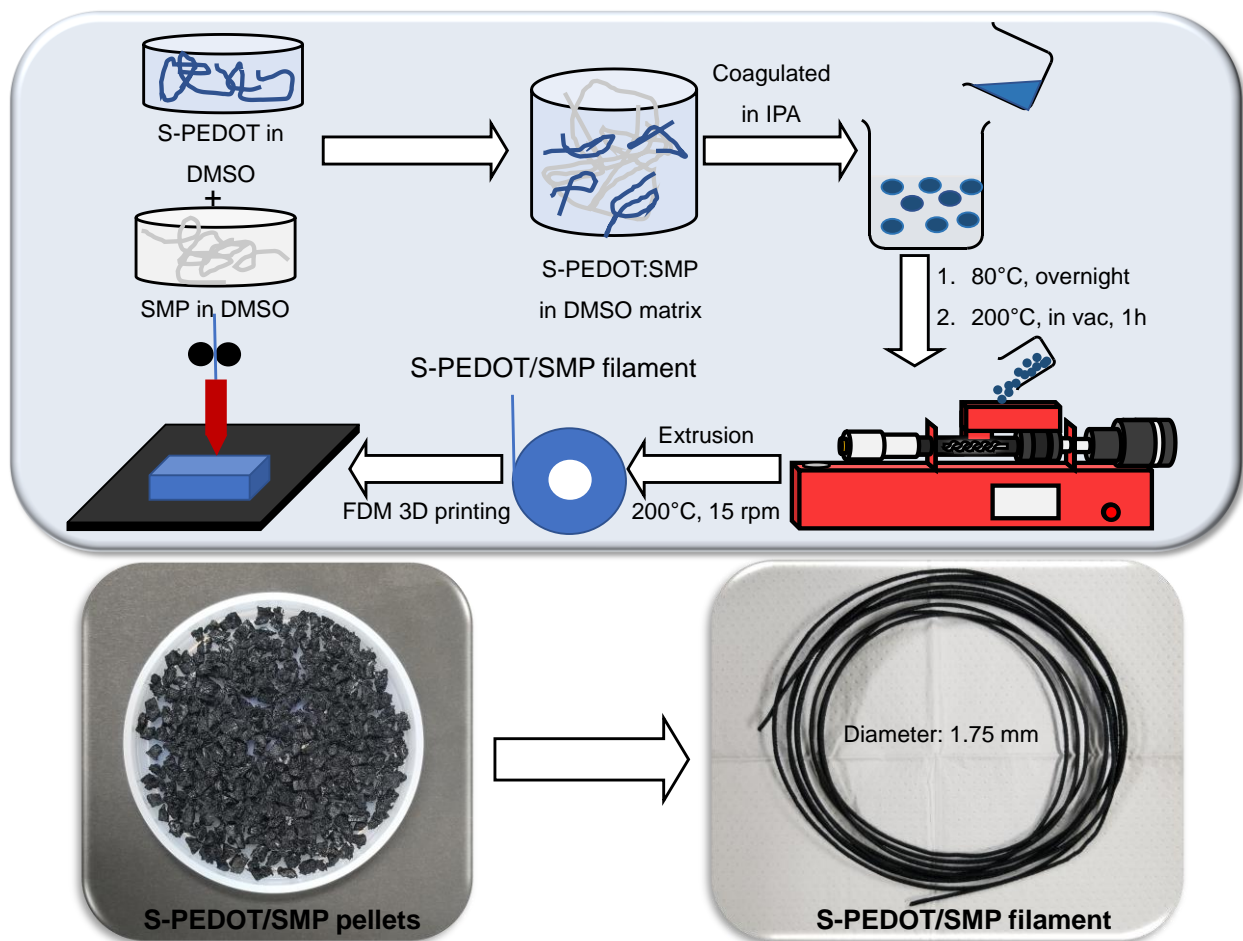 S-PEDOT in
DMSO
+
SMP in DMSO
S-PEDOT:SMP
in DMSO matrix
Coagulated
in IPA
1. 80°C, overnight
2. 200°C, in vac, 1h
Extrusion
200°C, 15 rpm
S-PEDOT/SMP filament
FDM 3D printing
S-PEDOT/SMP pellets
Diameter: 1.75 mm
S-PEDOT/SMP filament